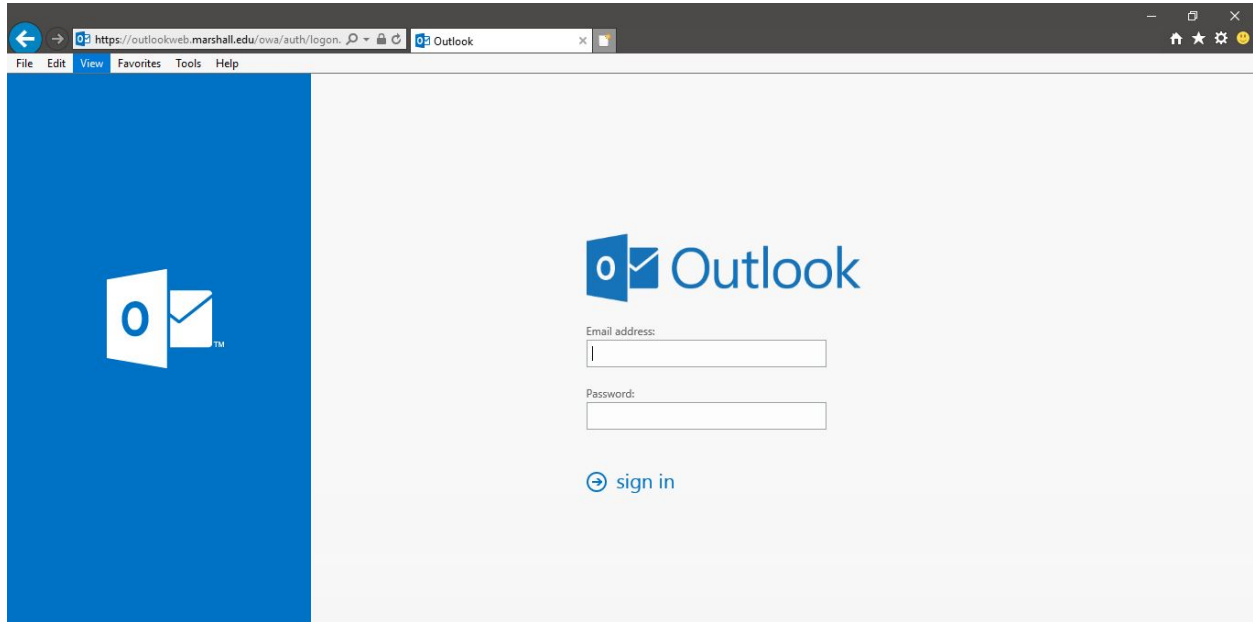 https://outlookweb.marshall.edu/owa/auth/logon.
Outlook
File Edit View Favorites Tools Help
O
TM
O Outlook
Email address:
Password:
sign in